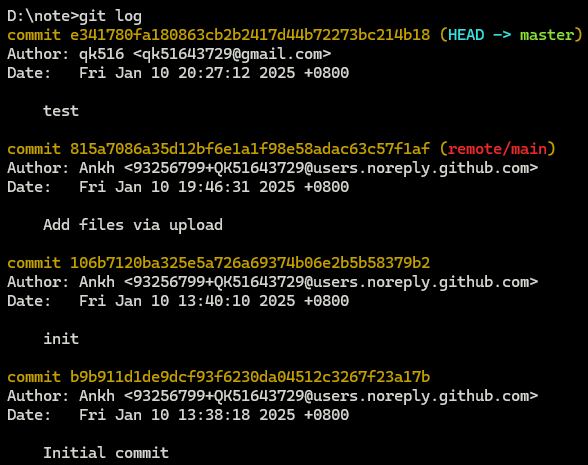 D:\note>git log
commit e341780fa180863cb2b2417d44b72273bc214b18 (HEAD -> master)
Author: qk516 <qk51643729@gmail.com>
Date:   Fri Jan 10 20:27:12 2025 +0800
test
commit 815a7086a35d12bf6e1a1f98e58adac63c57f1af (remote/main)
Author: Ankh <93256799+QK51643729@users.noreply.github.com>
Date:   Fri Jan 10 19:46:31 2025 +0800
Add files via upload
commit 106b7120ba325e5a726a69374b06e2b5b58379b2
Author: Ankh <93256799+QK51643729@users.noreply.github.com>
Date:   Fri Jan 10 13:40:10 2025 +0800
init
commit b9b911d1de9dcf93f6230da04512c3267f23a17b
Author: Ankh <93256799+QK51643729@users.noreply.github.com>
Date:   Fri Jan 10 13:38:18 2025 +0800
Initial commit